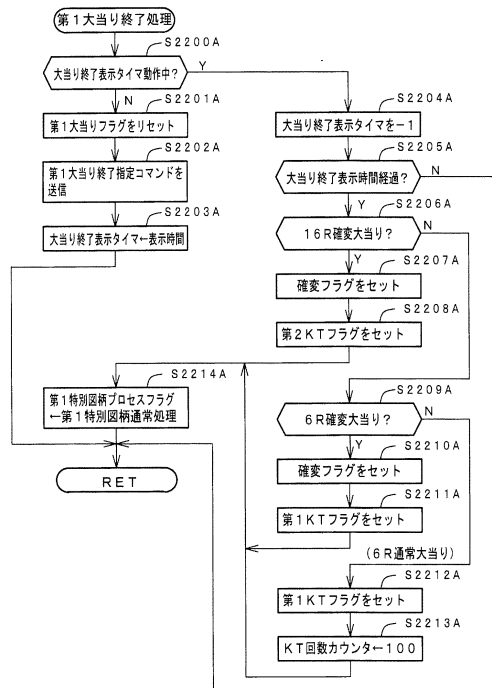 第1大当り終了処理
S2200A
大当り終了表示タイマ動作中?
Y
N
S2201A
第1大当りフラグをリセット
S2202A
第1大当り終了指定コマンドを
送信
S2203A
大当り終了表示タイマ←表示時間
S2204A
大当り終了表示タイマを-1
S2205A
大当り終了表示時間経過?
N
Y
S2206A
16R確変大当り?
N
Y
S2207A
確変フラグをセット
S2208A
第2KTフラグをセット
S2214A
第1特別図柄プロセスフラグ
←第1特別図柄通常処理
RET
S2209A
6R確変大当り?
N
Y
S2210A
確変フラグをセット
S2211A
第1KTフラグをセット
(6R通常大当り)
S2212A
第1KTフラグをセット
S2213A
KT回数カウンタ←100